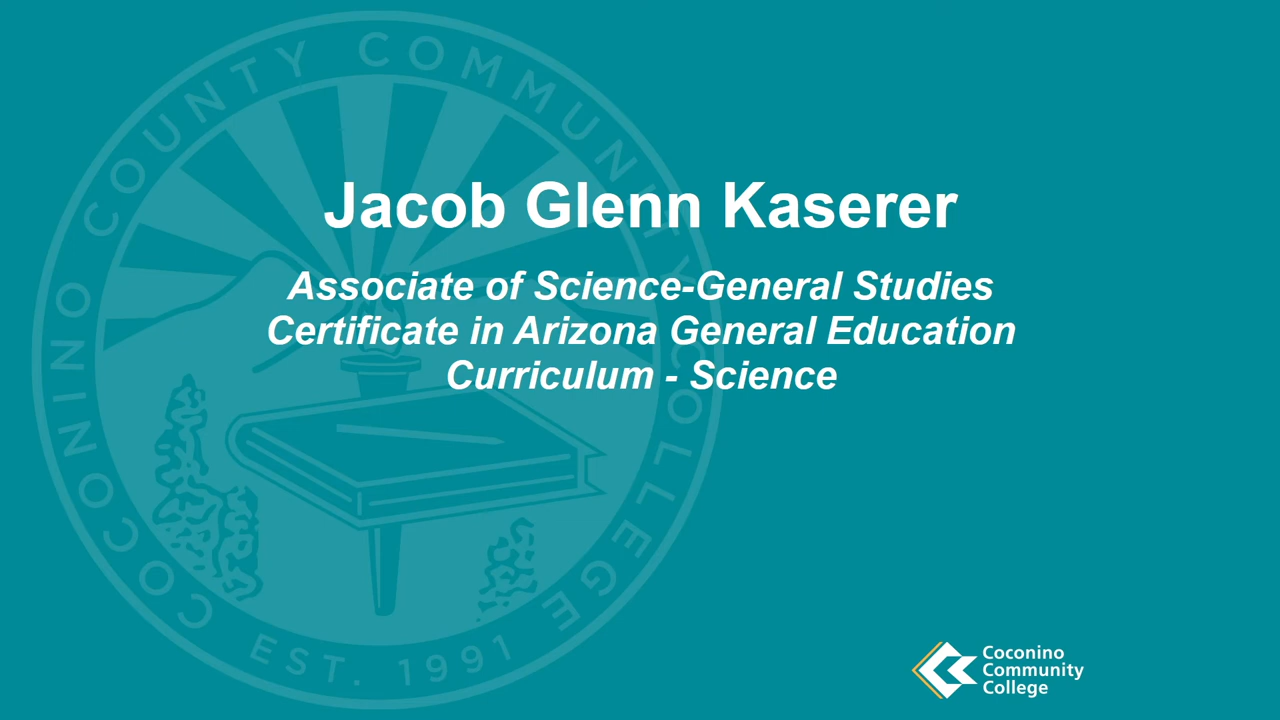 COCONINO COUNTY COMMUNITY COLLEGE
EST. 1991
Jacob Glenn Kaserer
Associate of Science-General Studies
Certificate in Arizona General Education
Curriculum - Science
Coconino
Community
College